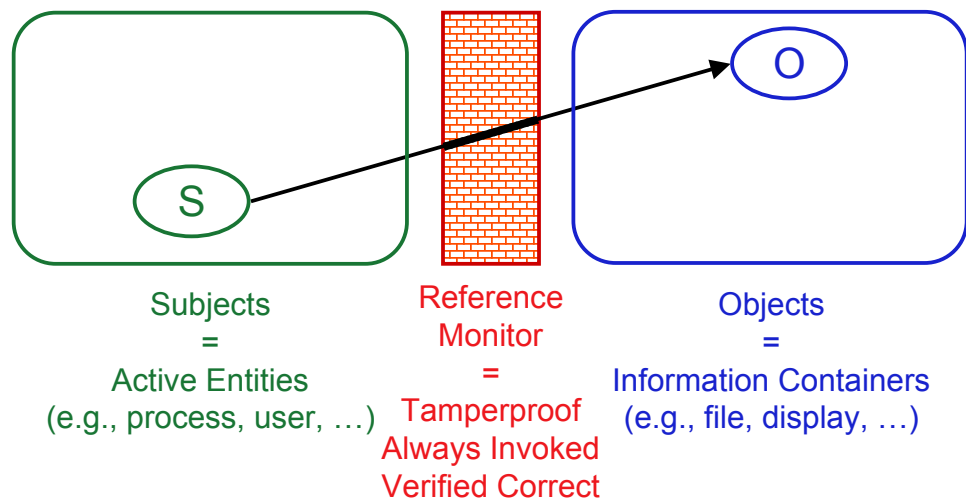 S
O
Subjects
=
Active Entities
(e.g., process, user, …)
Reference
Monitor
=
Tamperproof
Always Invoked
Verified Correct
Objects
=
Information Containers
(e.g., file, display, …)